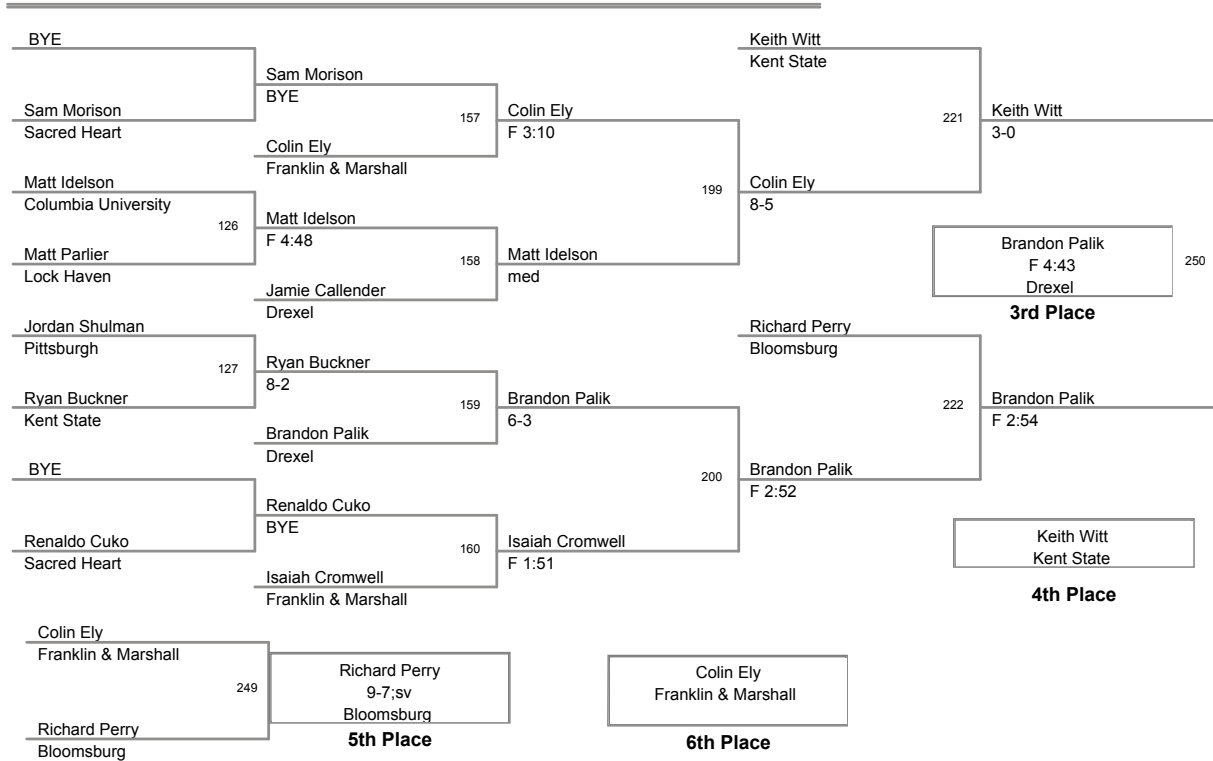 BYE
Sam Morison
Sacred Heart
Matt Idelson
Columbia University
126
Matt Parlier
Lock Haven
Jordan Shulman
Pittsburgh
127
Ryan Buckner
Kent State
BYE
Renaldo Cuko
Sacred Heart
Sam Morison
BYE
157
Colin Ely
Franklin & Marshall
Matt Idelson
F 4:48
158
Jamie Callender
Drexel
Ryan Buckner
8-2
159
Brandon Palik
Drexel
Renaldo Cuko
BYE
160
Isaiah Cromwell
Franklin & Marshall
Colin Ely
F 3:10
199
Matt Idelson
med
Brandon Palik
6-3
200
Isaiah Cromwell
F 1:51
Keith Witt
Kent State
221
Colin Ely
8-5
Richard Perry
Bloomsburg
222
Brandon Palik
F 2:52
Keith Witt
3-0
Brandon Palik
F 4:43
Drexel
250
3rd Place
Brandon Palik
F 2:54
Keith Witt
Kent State
4th Place
Colin Ely
Franklin & Marshall
249
Richard Perry
Bloomsburg
Richard Perry
9-7;sv
Bloomsburg
5th Place
Colin Ely
Franklin & Marshall
6th Place